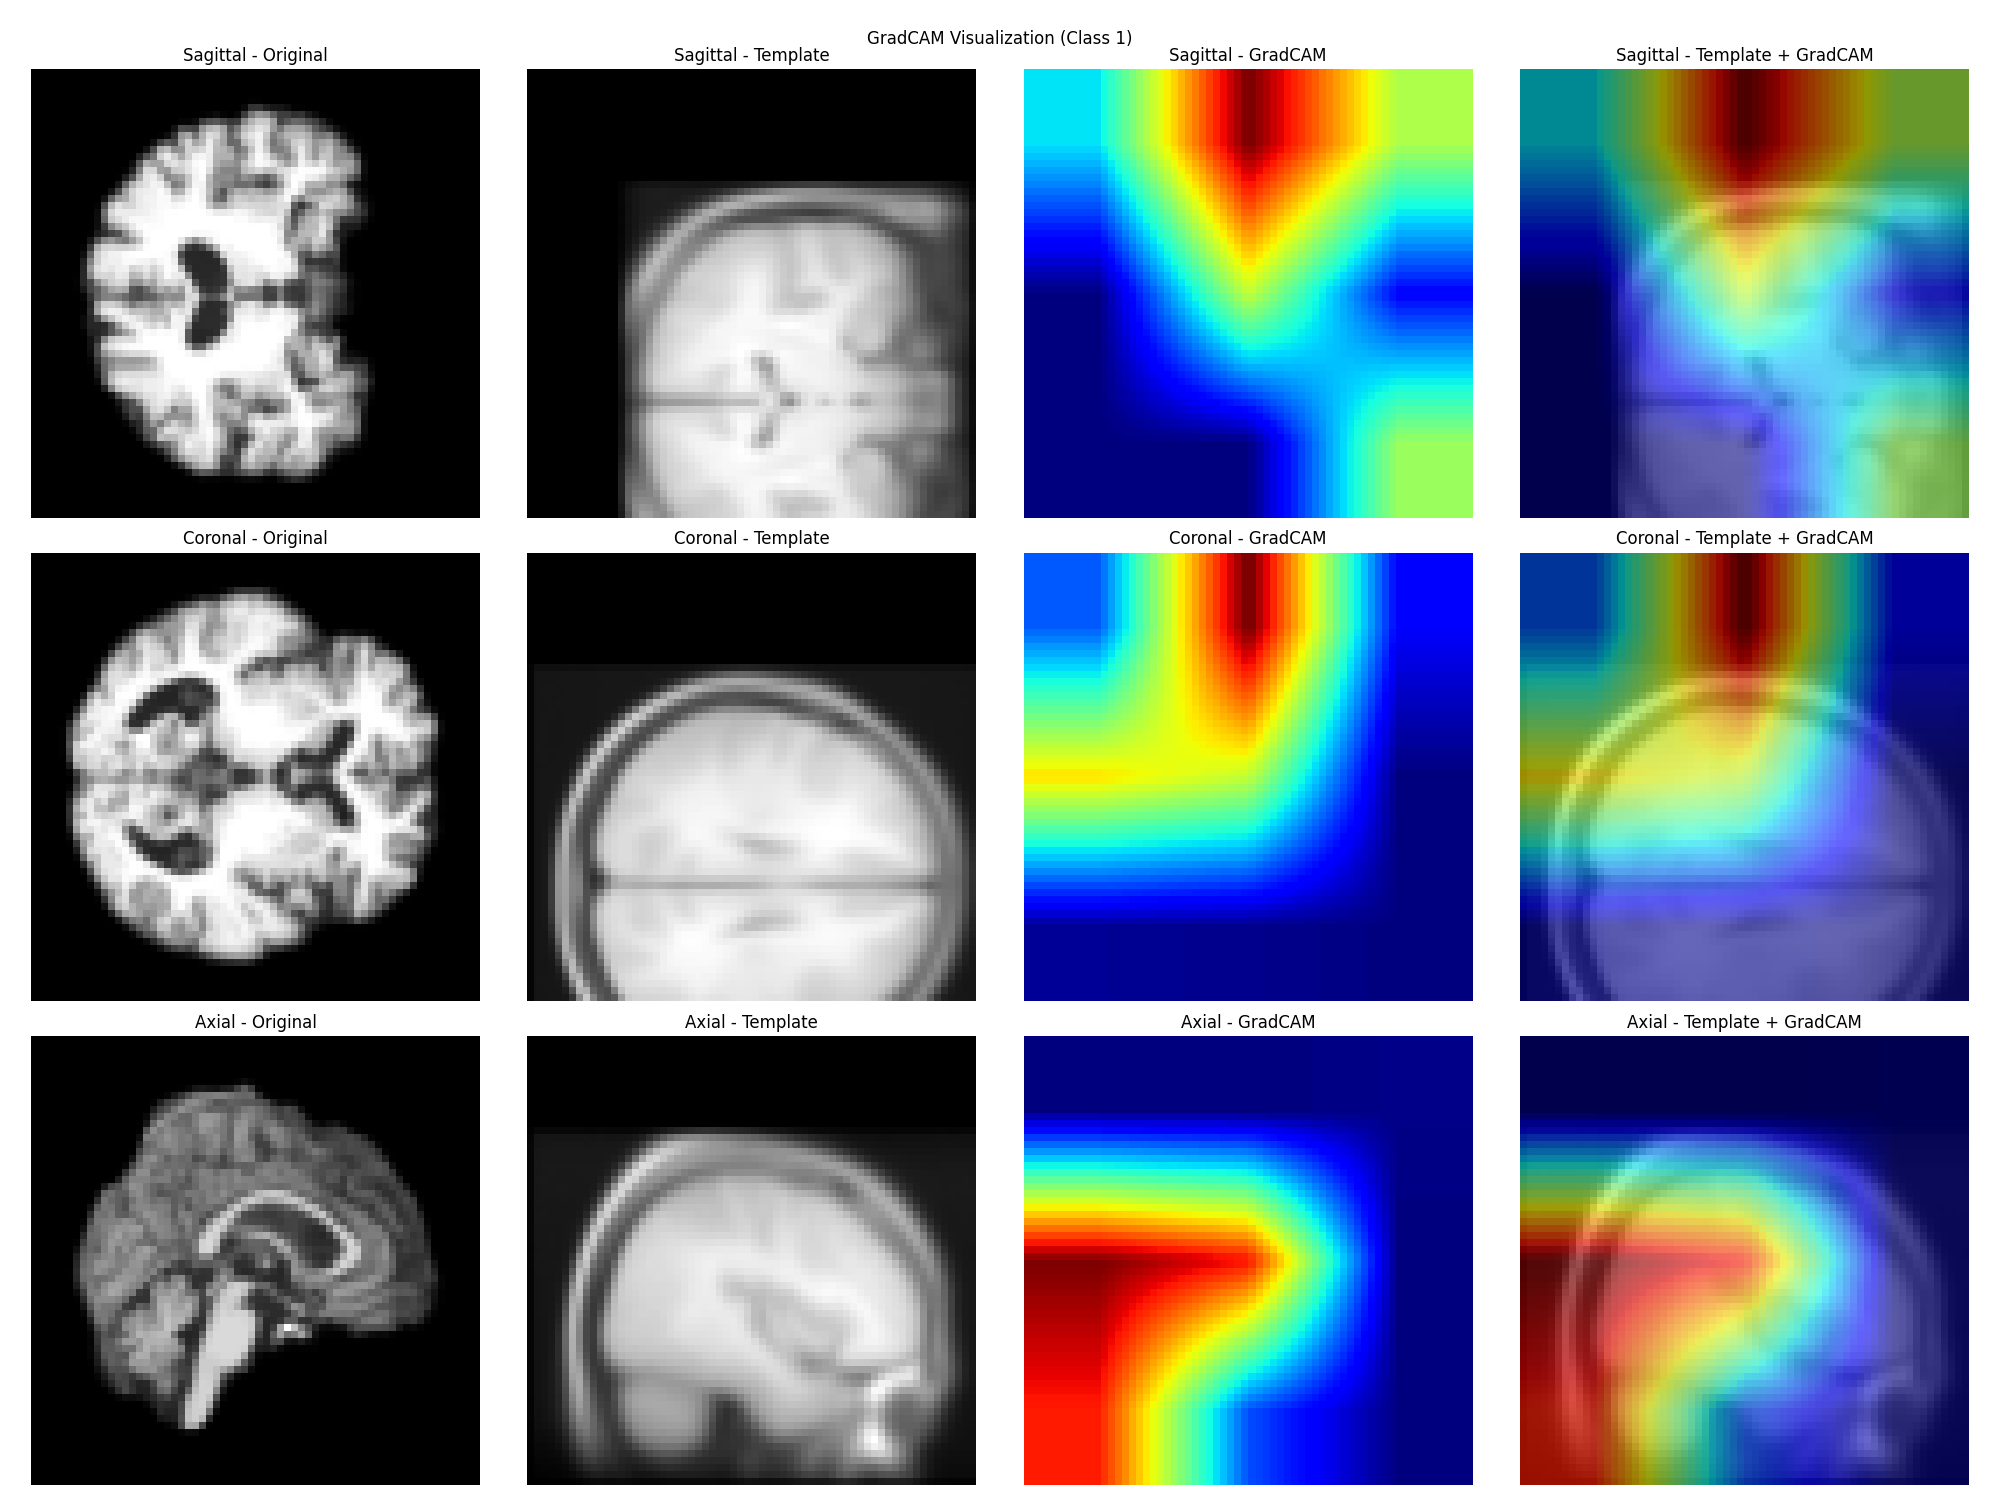 GradCAM Visualization (Class 1)
Sagittal - Original
Sagittal - Template
Sagittal - GradCAM
Sagittal - Template + GradCAM
Coronal - Original
Coronal - Template
Coronal - GradCAM
Coronal - Template + GradCAM
Axial - Original
Axial - Template
Axial - GradCAM
Axial - Template + GradCAM